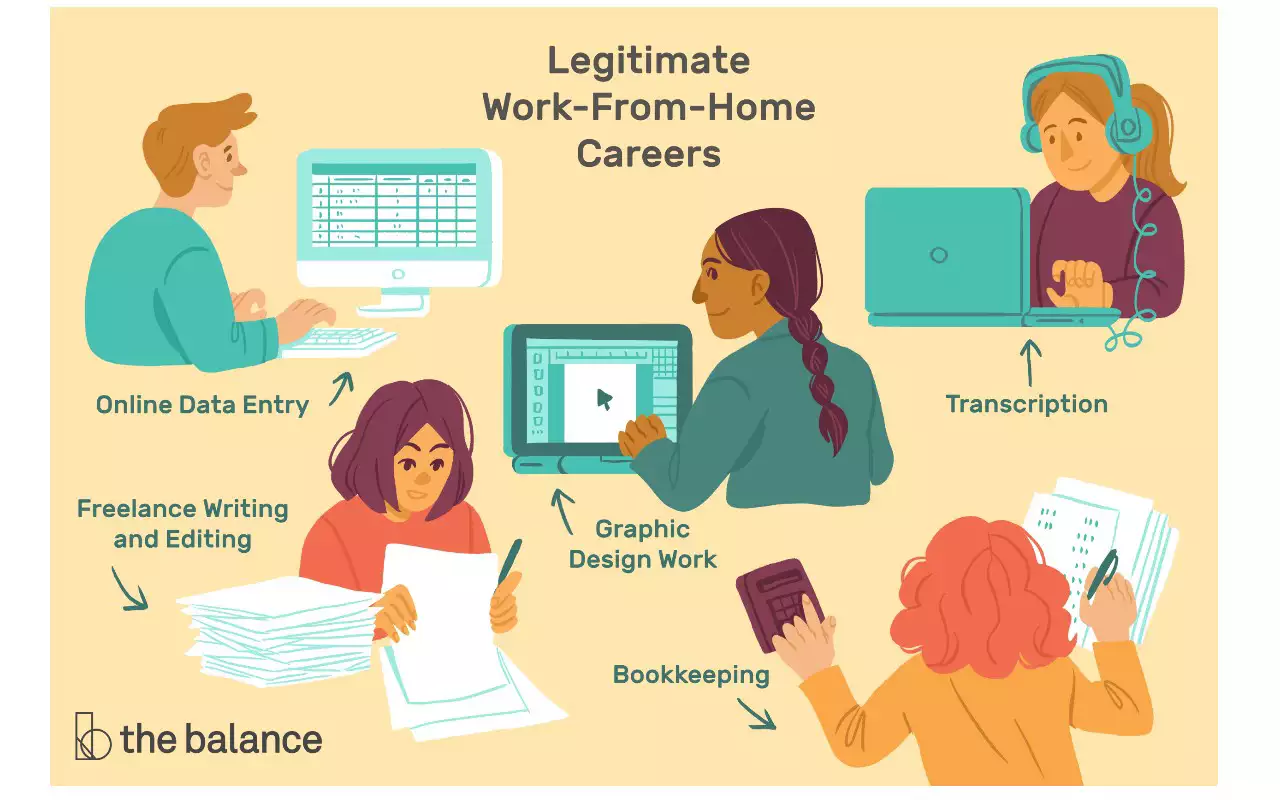 Legitimate
Work-From-Home
Careers
Online Data Entry
Transcription
Freelance Writing
and Editing
Graphic
Design Work
Bookkeeping
the balance